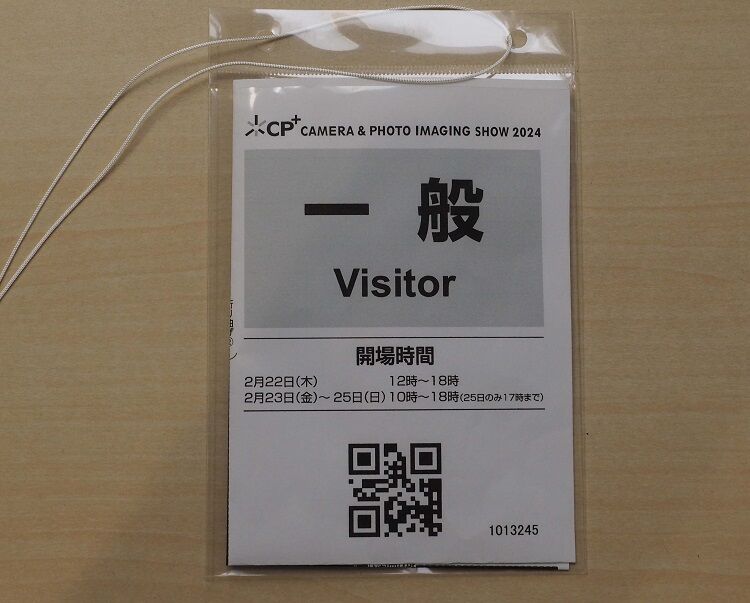 CP+ CAMERA & PHOTO IMAGING SHOW 2024
一般
Visitor
開場時間
2月22日(木) 12時～18時
2月23日(金)～25日(日) 10時～18時(25日のみ17時まで)
1013245